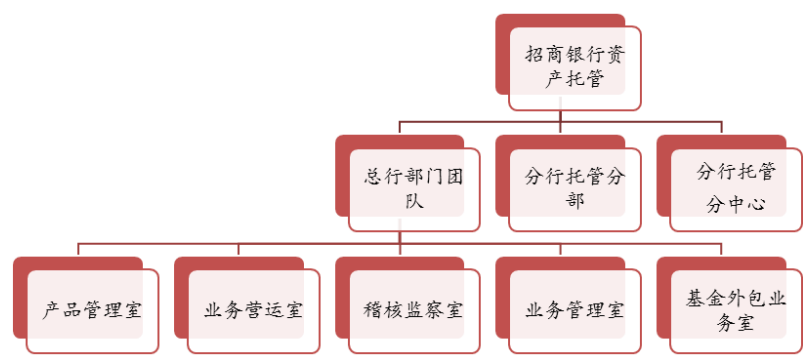 招商银行资
产托管
总行部门团
队
分行托管分
部
分行托管
分中心
产品管理室
业务营运室
稽核监察室
业务管理室
基金外包业
务室